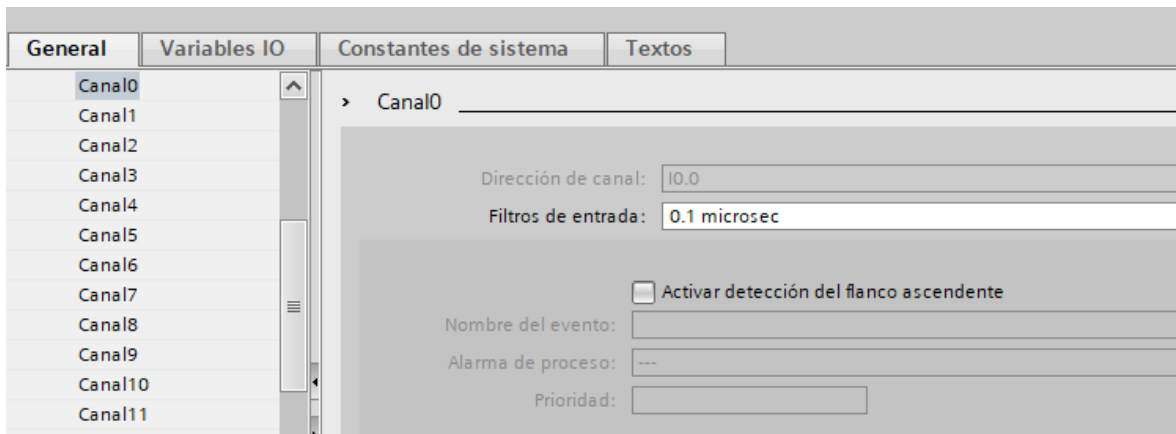 General Variables IO Constantes de sistema Textos
Canal0
Canal1
Canal2
Canal3
Canal4
Canal5
Canal6
Canal7
Canal8
Canal9
Canal10
Canal11
Canal0
Dirección de canal: I0.0
Filtros de entrada: 0.1 microsec
Activar detección del flanco ascendente
Nombre del evento:
Alarma de proceso: ---
Prioridad: